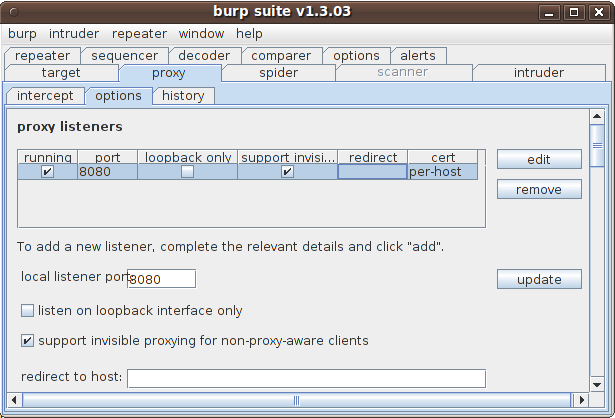 burp suite v1.3.03
burp intruder repeater window help
repeater sequencer decoder comparer options alerts
target proxy spider scanner intruder
intercept options history
proxy listeners
running port loopback only support invisi... redirect cert
8080 per-host
edit
remove
To add a new listener, complete the relevant details and click "add".
local listener port: 8080 update
listen on loopback interface only
support invisible proxying for non-proxy-aware clients
redirect to host: